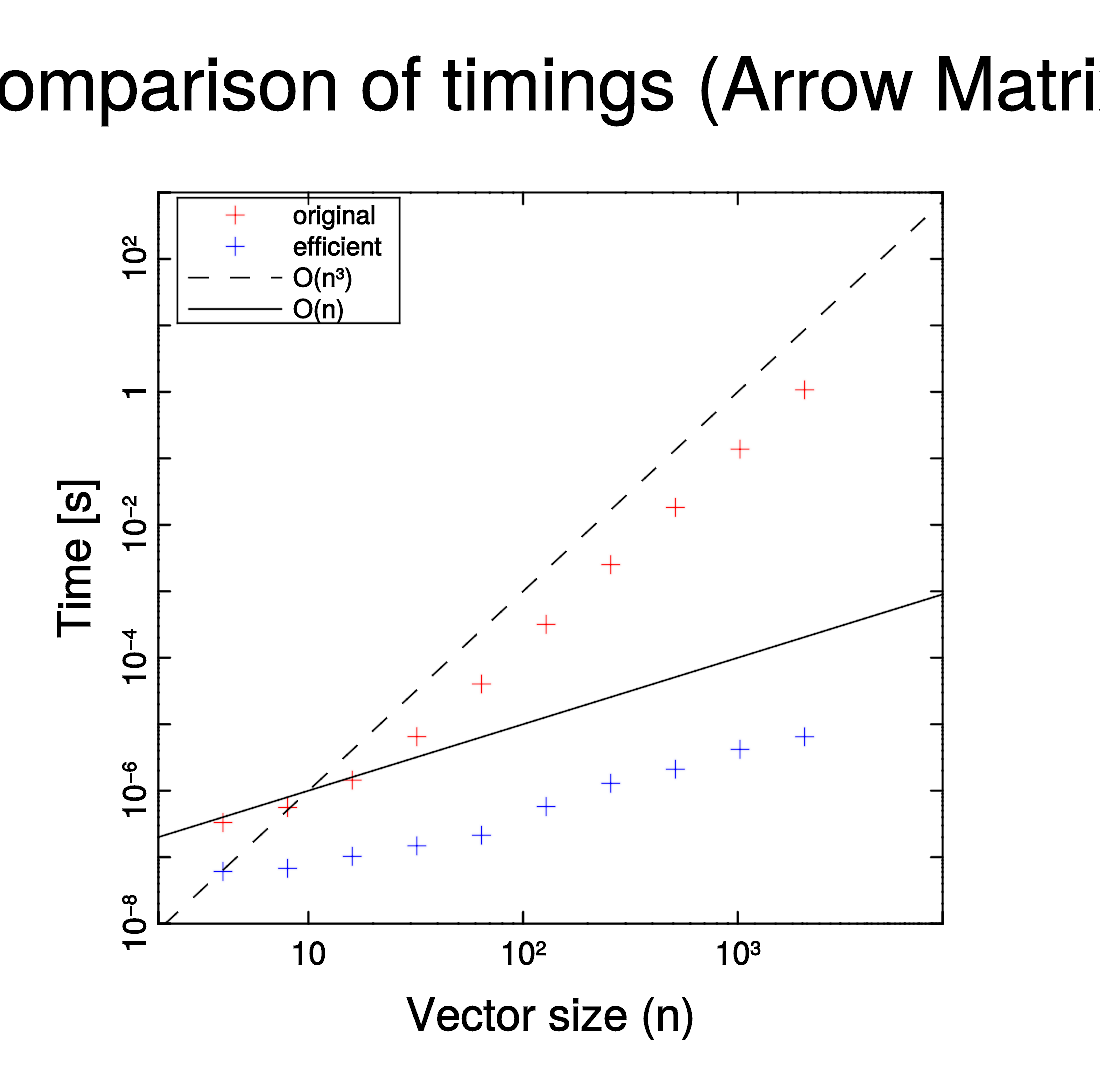 omparison of timings (Arrow Matri
original
efficient
O(n³)
O(n)
10²
1
10⁻²
10⁻⁴
10⁻⁶
10⁻⁸
Time [s]
10 10² 10³
Vector size (n)